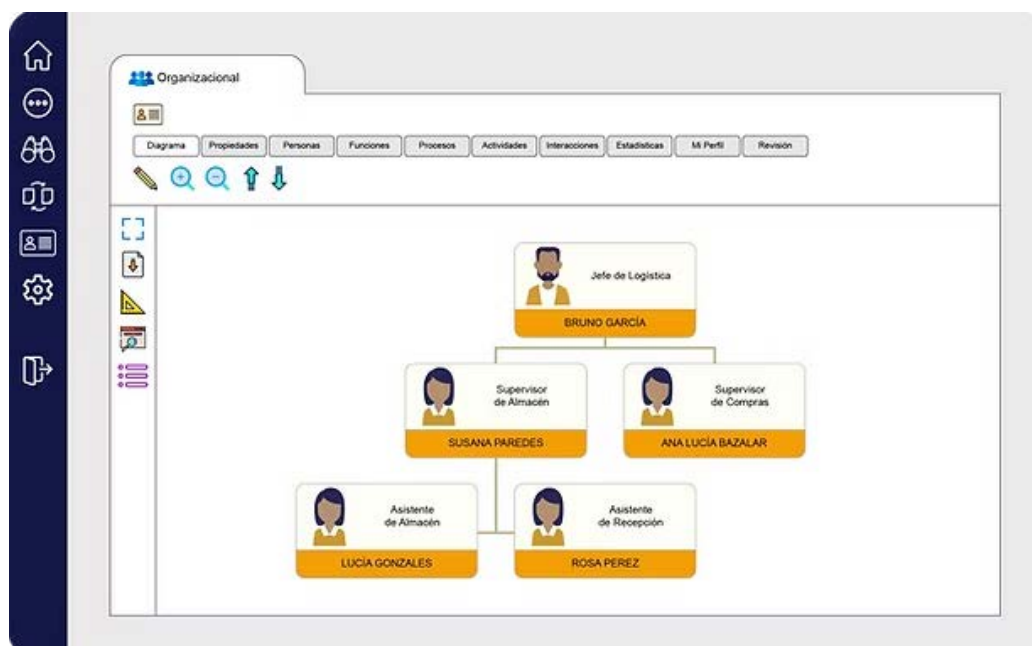 Organizacional
Diagrama Propiedades Personas Funciones Procesos Actividades Interacciones Estadísticas Mi Perfil Revisión
Jefe de Logística
BRUNO GARCÍA
Supervisor
de Almacén
SUSANA PAREDES
Supervisor
de Compras
ANA LUCÍA BAZALAR
Asistente
de Almacén
LUCÍA GONZALES
Asistente
de Recepción
ROSA PEREZ